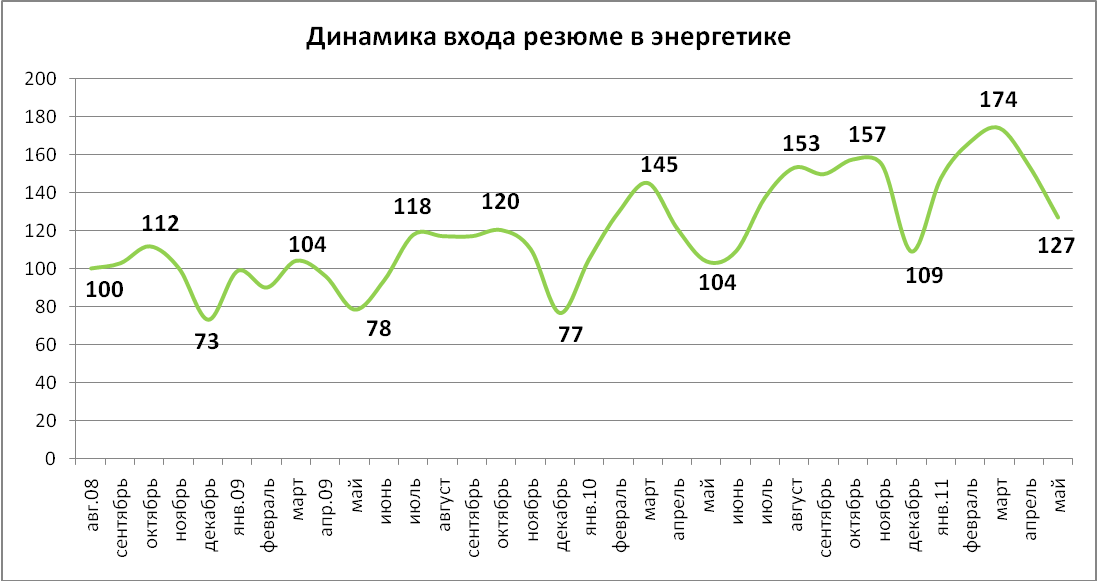 Динамика входа резюме в энергетике
200
180
160
140
120
100
80
60
40
20
0
100
112
73
104
78
118
120
77
145
104
153
157
109
174
127
авг.08
сентябрь
октябрь
ноябрь
декабрь
янв.09
февраль
март
апр.09
май
июнь
июль
август
сентябрь
октябрь
ноябрь
декабрь
янв.10
февраль
март
апрель
май
июнь
июль
август
сентябрь
октябрь
ноябрь
декабрь
янв.11
февраль
март
апрель
май